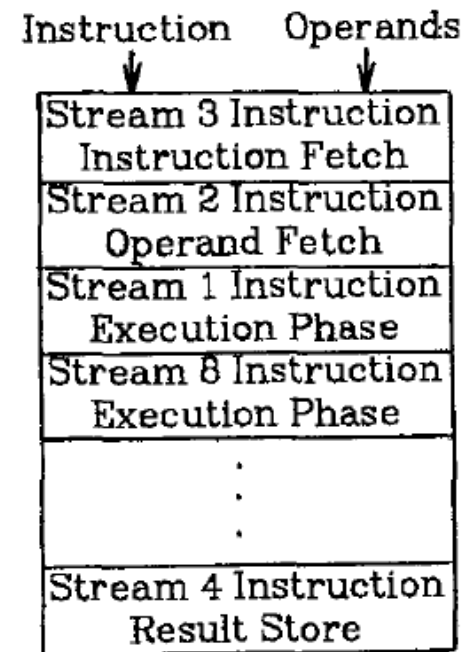 Instruction Operands
Stream 3 Instruction
Instruction Fetch
Stream 2 Instruction
Operand Fetch
Stream 1 Instruction
Execution Phase
Stream 8 Instruction
Execution Phase
.
.
.
Stream 4 Instruction
Result Store